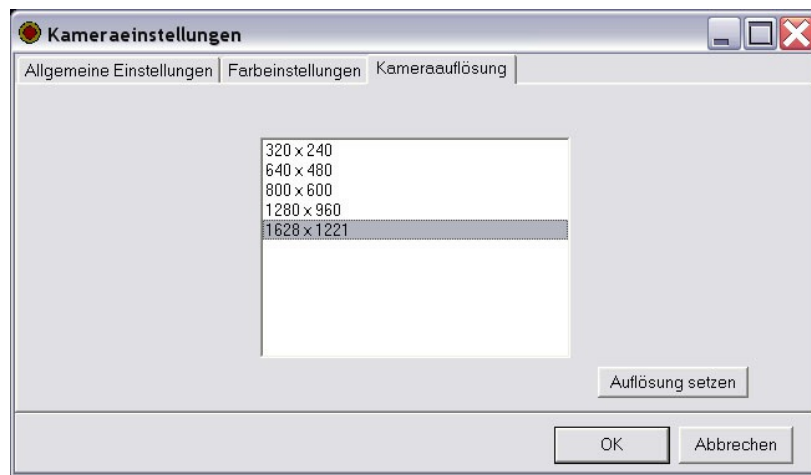 Kameraeinstellungen
Allgemeine Einstellungen Farbeinstellungen Kameraauflösung
320 x 240
640 x 480
800 x 600
1280 x 960
1628 x 1221
Auflösung setzen
OK Abbrechen